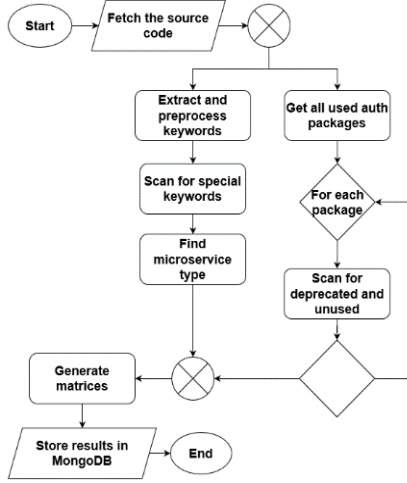 Start
Fetch the source
code
Extract and
preprocess
keywords
Get all used auth
packages
Scan for special
keywords
For each
package
Find
microservice
type
Scan for
deprecated and
unused
Generate
matrices
Store results in
MongoDB
End